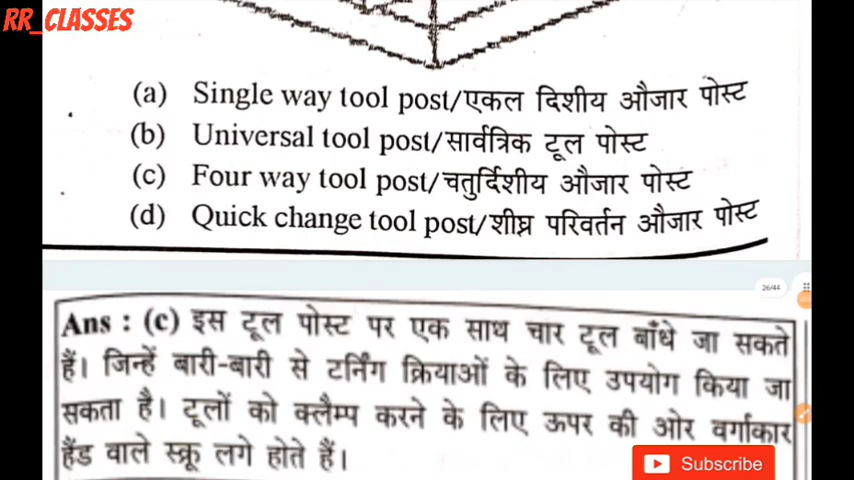 RR_CLASSES
(a) Single way tool post/एकल दिशीय औजार पोस्ट
(b) Universal tool post/सार्वत्रिक टूल पोस्ट
(c) Four way tool post/चतुर्दिशीय औजार पोस्ट
(d) Quick change tool post/शीघ्र परिवर्तन औजार पोस्ट
26/44
Ans : (c) इस टूल पोस्ट पर एक साथ चार टूल बाँधे जा सकते
हैं। जिन्हें बारी-बारी से टर्निंग क्रियाओं के लिए उपयोग किया जा
सकता है। टूलों को क्लैम्प करने के लिए ऊपर की ओर वर्गाकार
हैड वाले स्क्रू लगे होते हैं।
Subscribe